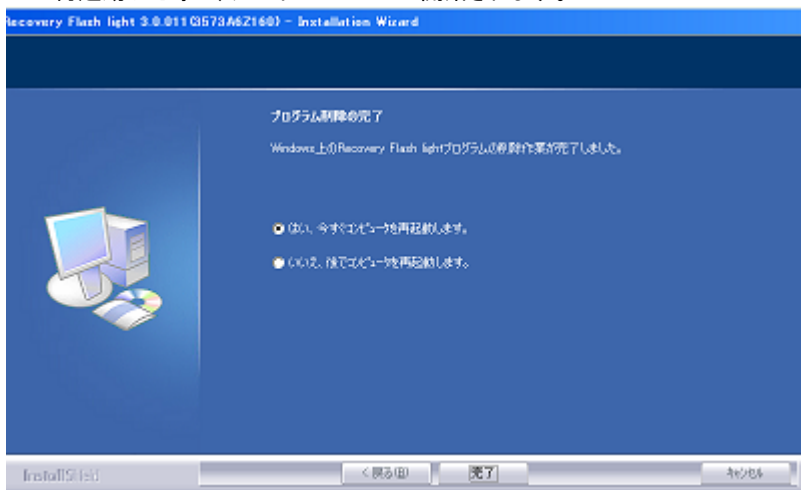 Recovery Flash light 3.0.011(3573A6Z160) - Installation Wizard
プログラム削除の完了
Windows上のRecovery Flash lightプログラムの削除作業が完了しました。
はい、今すぐコンピュータを再起動します。
いいえ、後でコンピュータを再起動します。
InstallShield
< 戻る(B)
完了
キャンセル